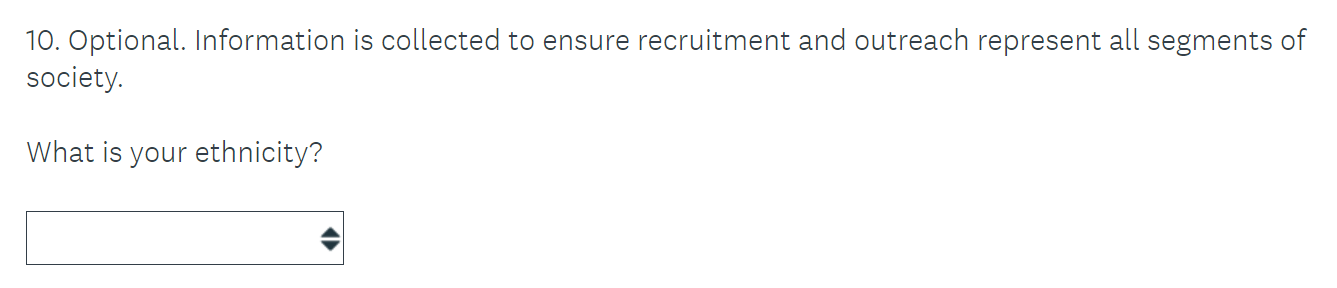 10. Optional. Information is collected to ensure recruitment and outreach represent all segments of
society.
What is your ethnicity?